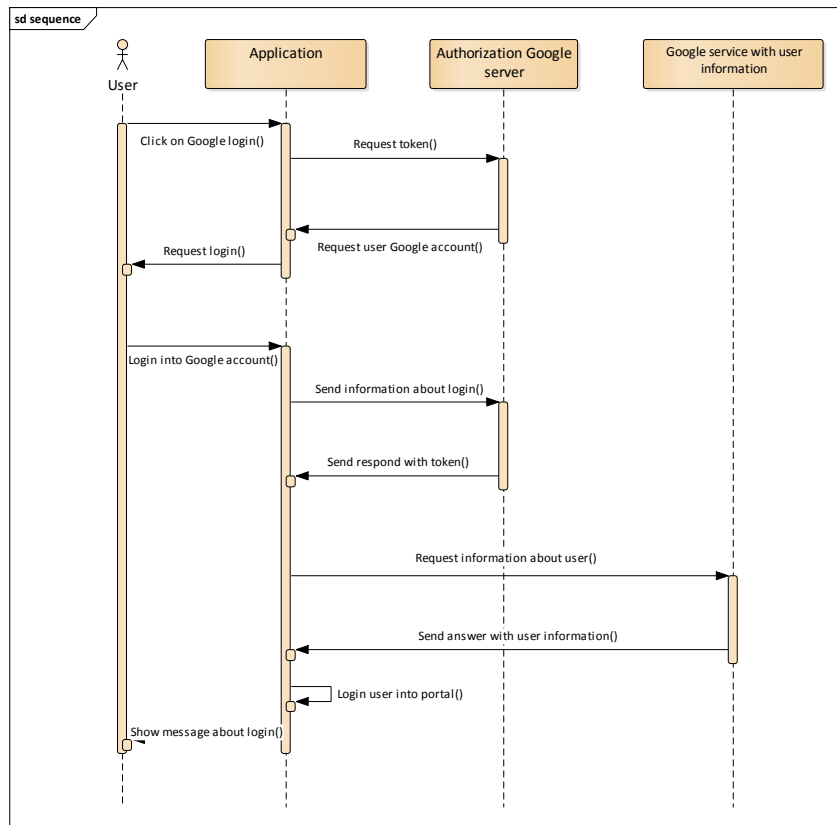 sd sequence
User
Application
Authorization Google
server
Google service with user
information
Click on Google login()
Request token()
Request user Google account()
Request login()
Login into Google account()
Send information about login()
Send respond with token()
Request information about user()
Send answer with user information()
Login user into portal()
Show message about login()